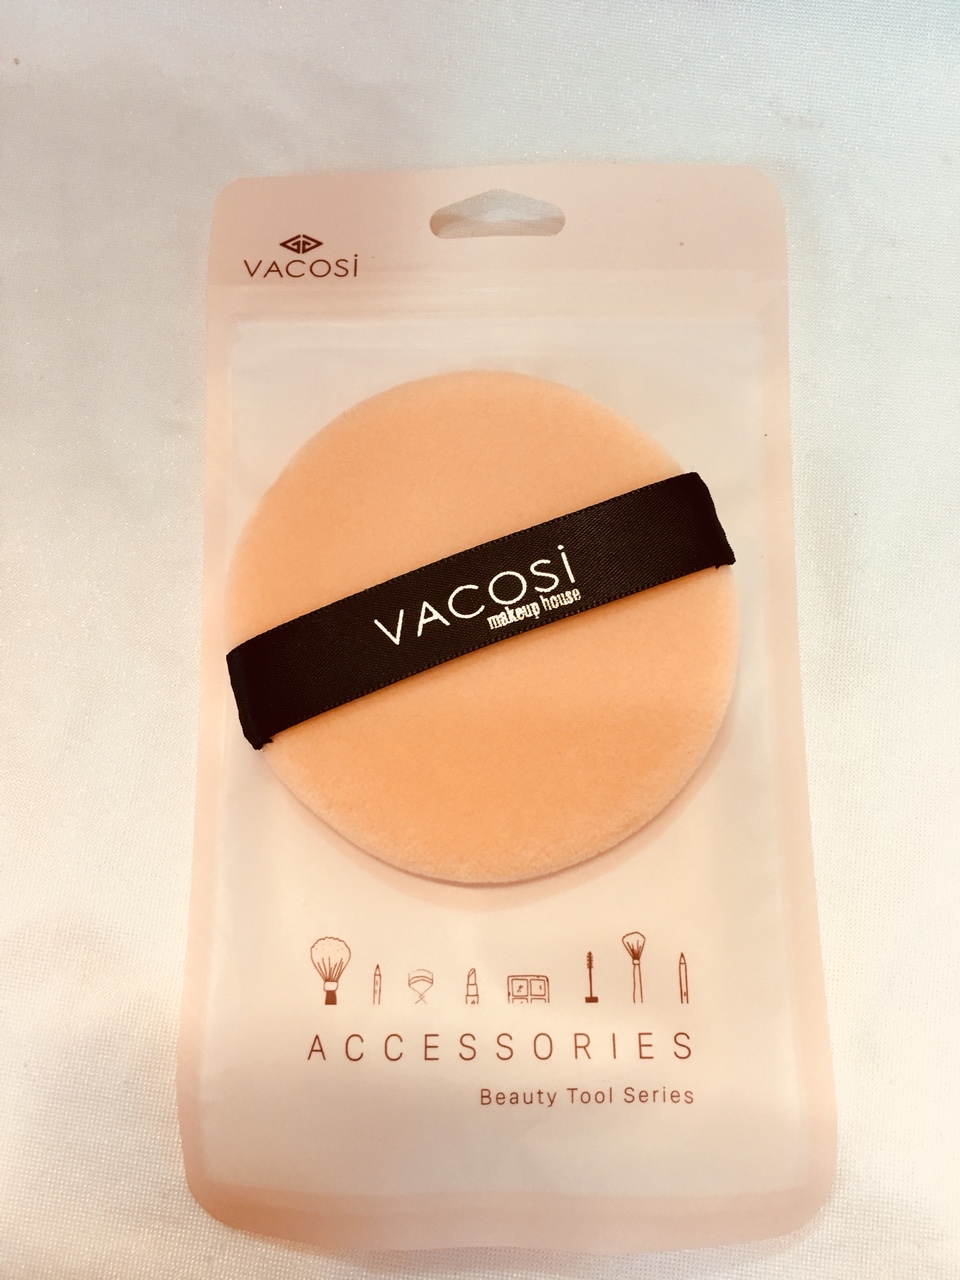 VACOSi
VACOSi
makeup house
ACCESSORIES
Beauty Tool Series